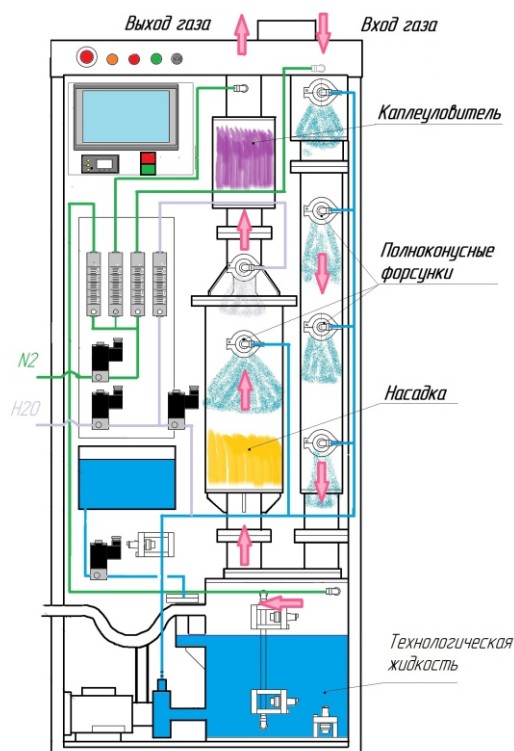 Выход газа
Вход газа
Каплеуловитель
Полноконусные
форсунки
N2
H2O
Насадка
Технологическая
жидкость